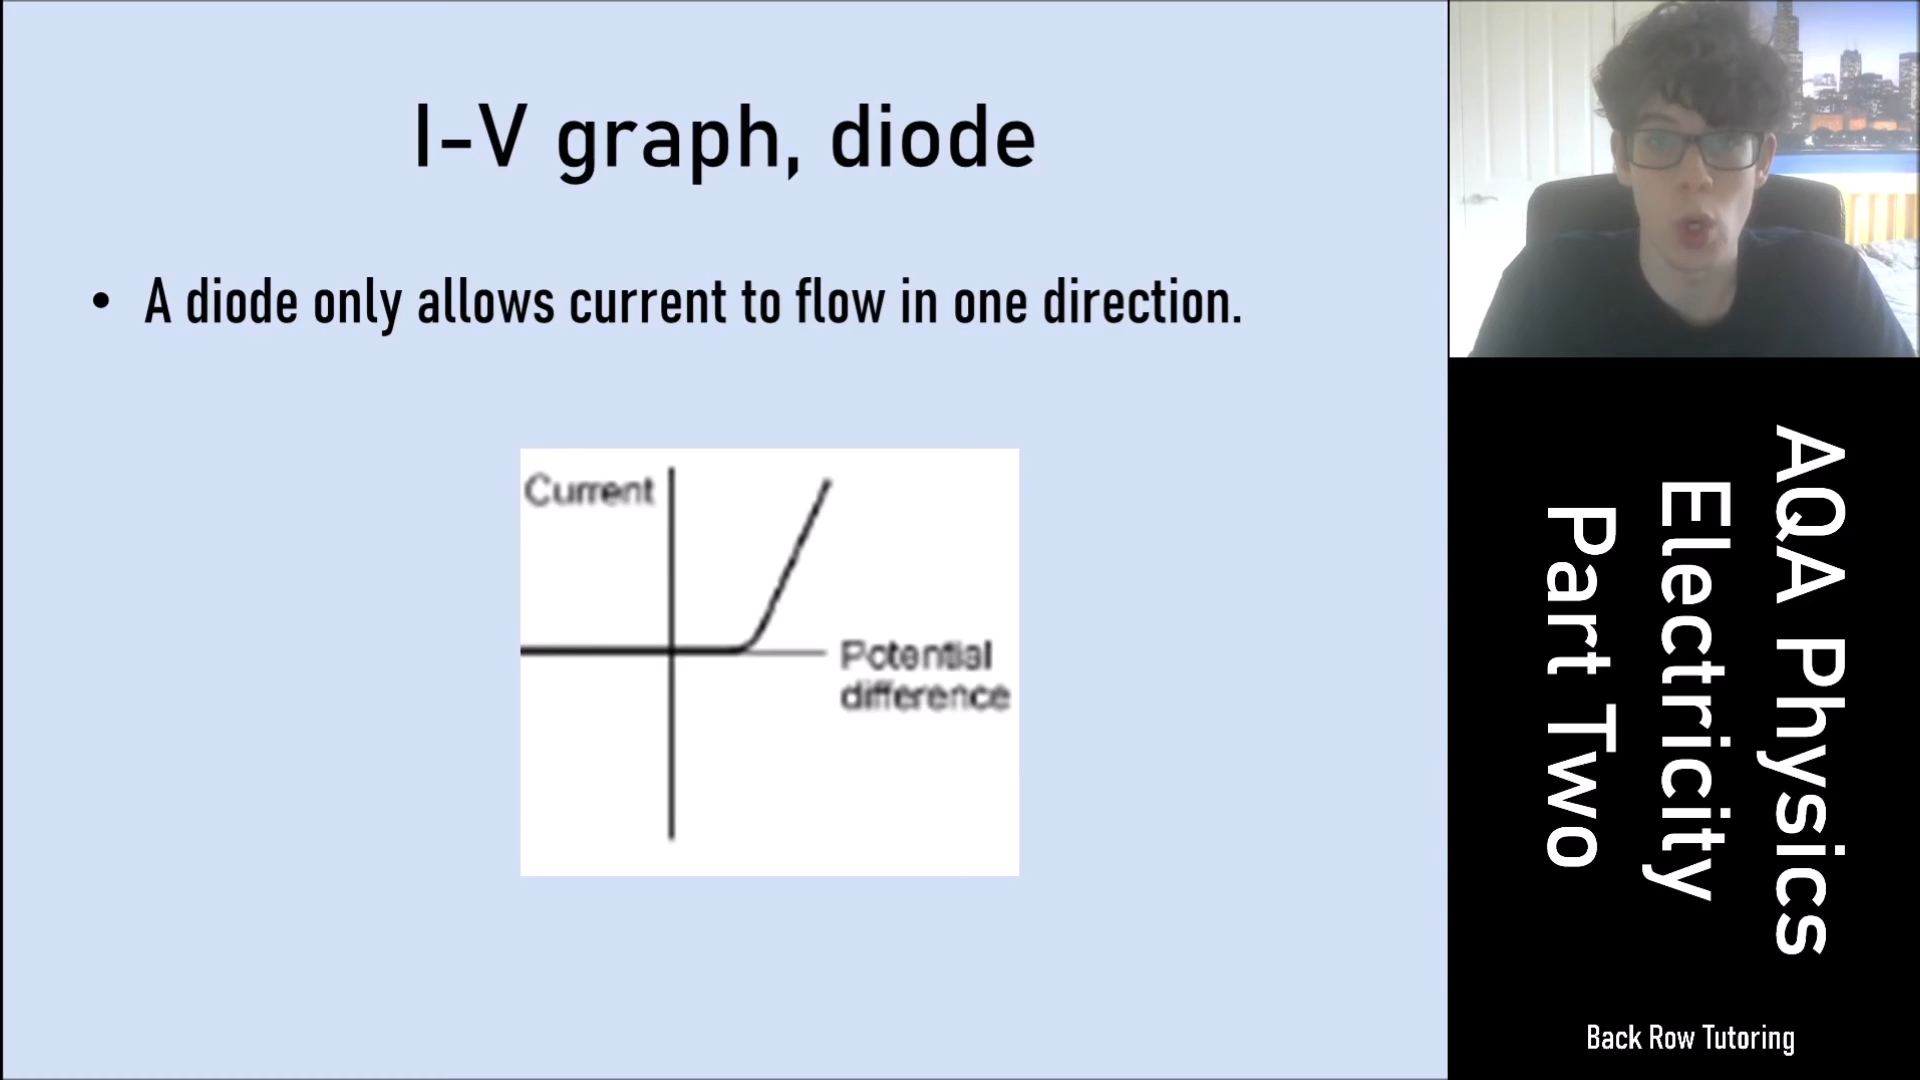 I-V graph, diode
• A diode only allows current to flow in one direction.
Current
Potential
difference
AQA Physics
Electricity
Part Two
Back Row Tutoring